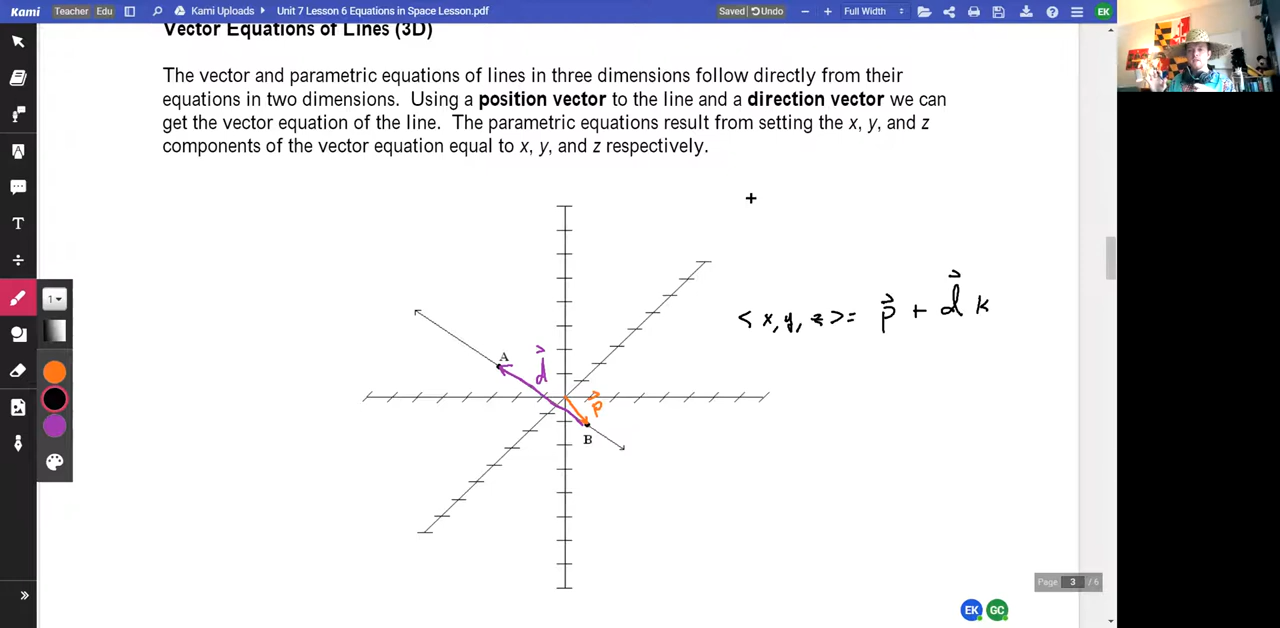 Kami Teacher Edu Kami Uploads Unit 7 Lesson 6 Equations in Space Lesson.pdf Saved Undo Full Width EK
Vector Equations of Lines (3D)
The vector and parametric equations of lines in three dimensions follow directly from their
equations in two dimensions. Using a position vector to the line and a direction vector we can
get the vector equation of the line. The parametric equations result from setting the x, y, and z
components of the vector equation equal to x, y, and z respectively.
<x, y, z> = p⃗ + d⃗ k
1
A
d⃗
p⃗
B
Page 3 / 6
EK GC